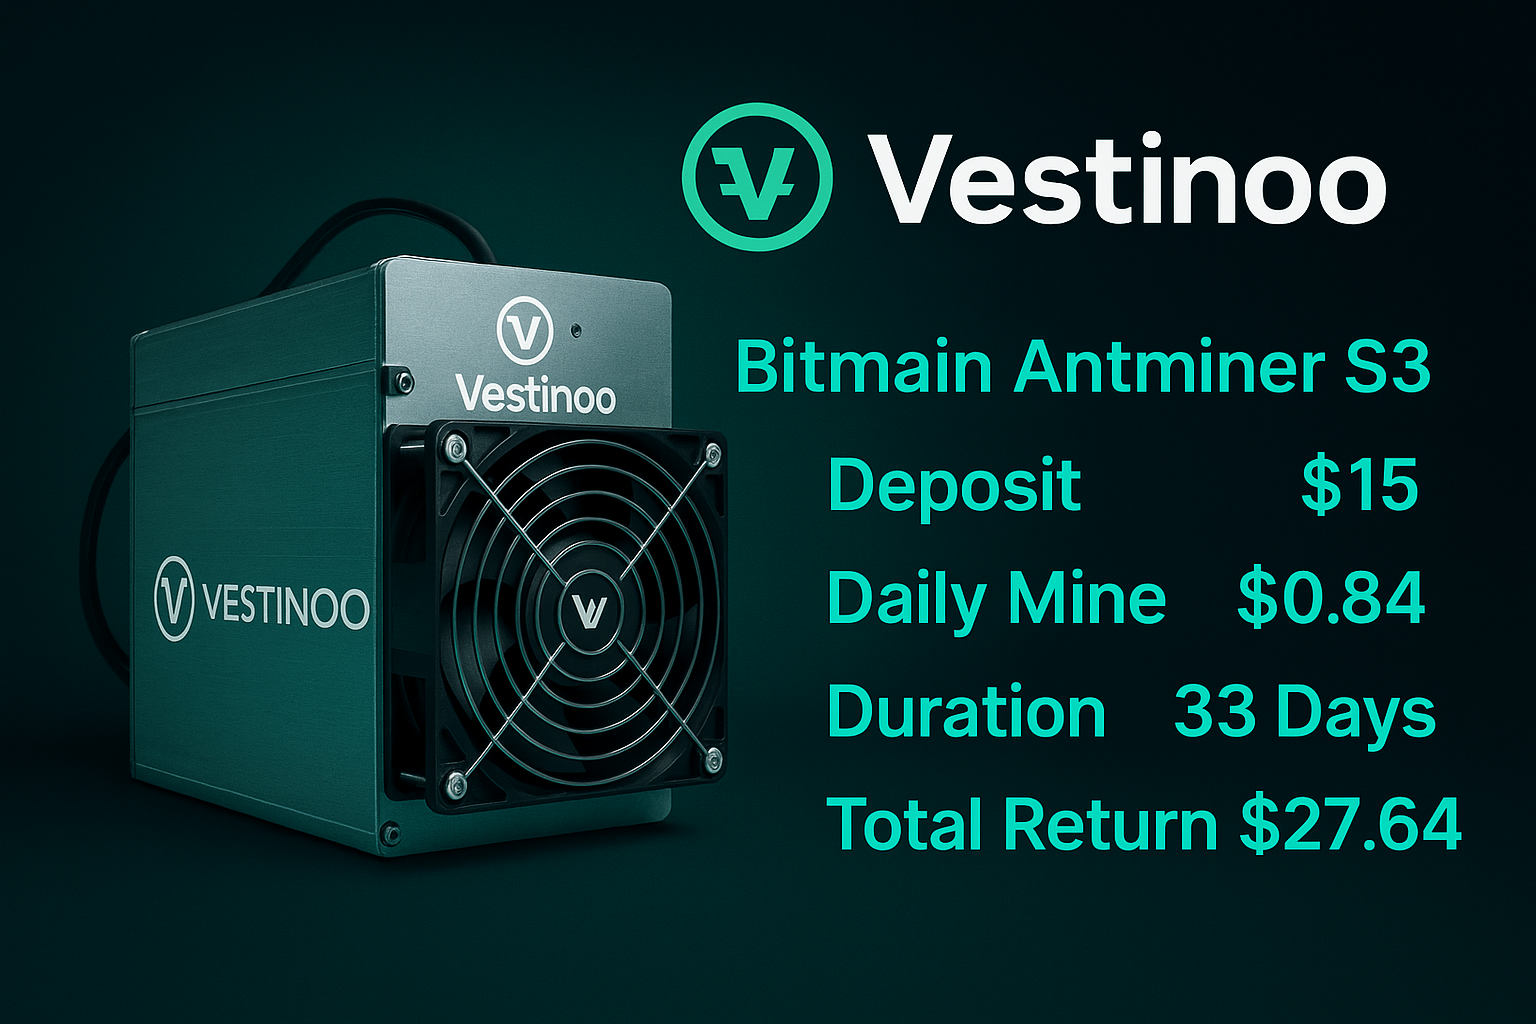 Vestinoo
Bitmain Antminer S3
Deposit $15
Daily Mine $0.84
Duration 33 Days
Total Return $27.64
V
Vestinoo
V VESTINOO